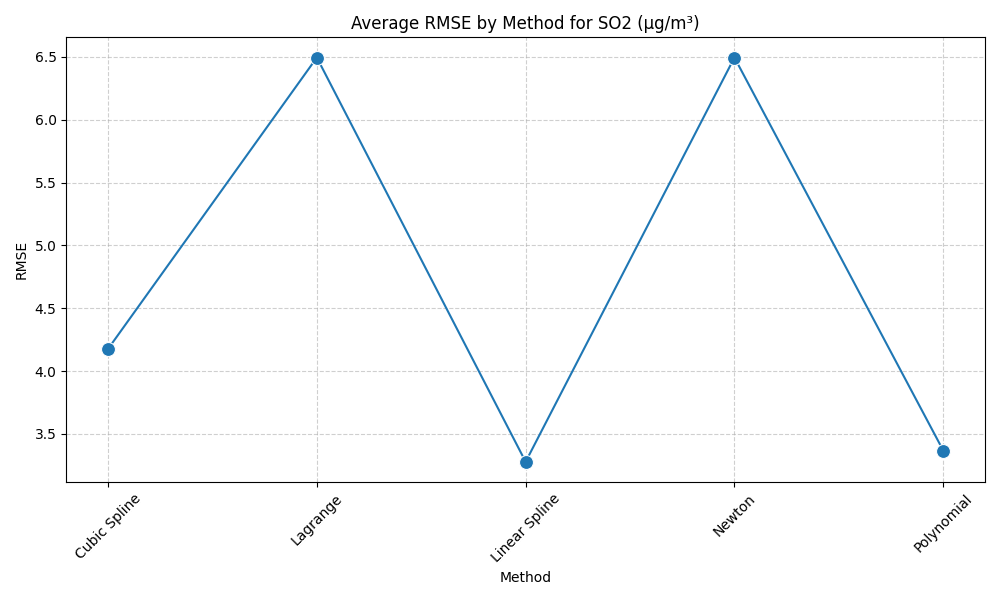 Average RMSE by Method for SO2 (µg/m³)
6.5
6.0
5.5
5.0
4.5
4.0
3.5
RMSE
Cubic Spline
Lagrange
Linear Spline
Newton
Polynomial
Method